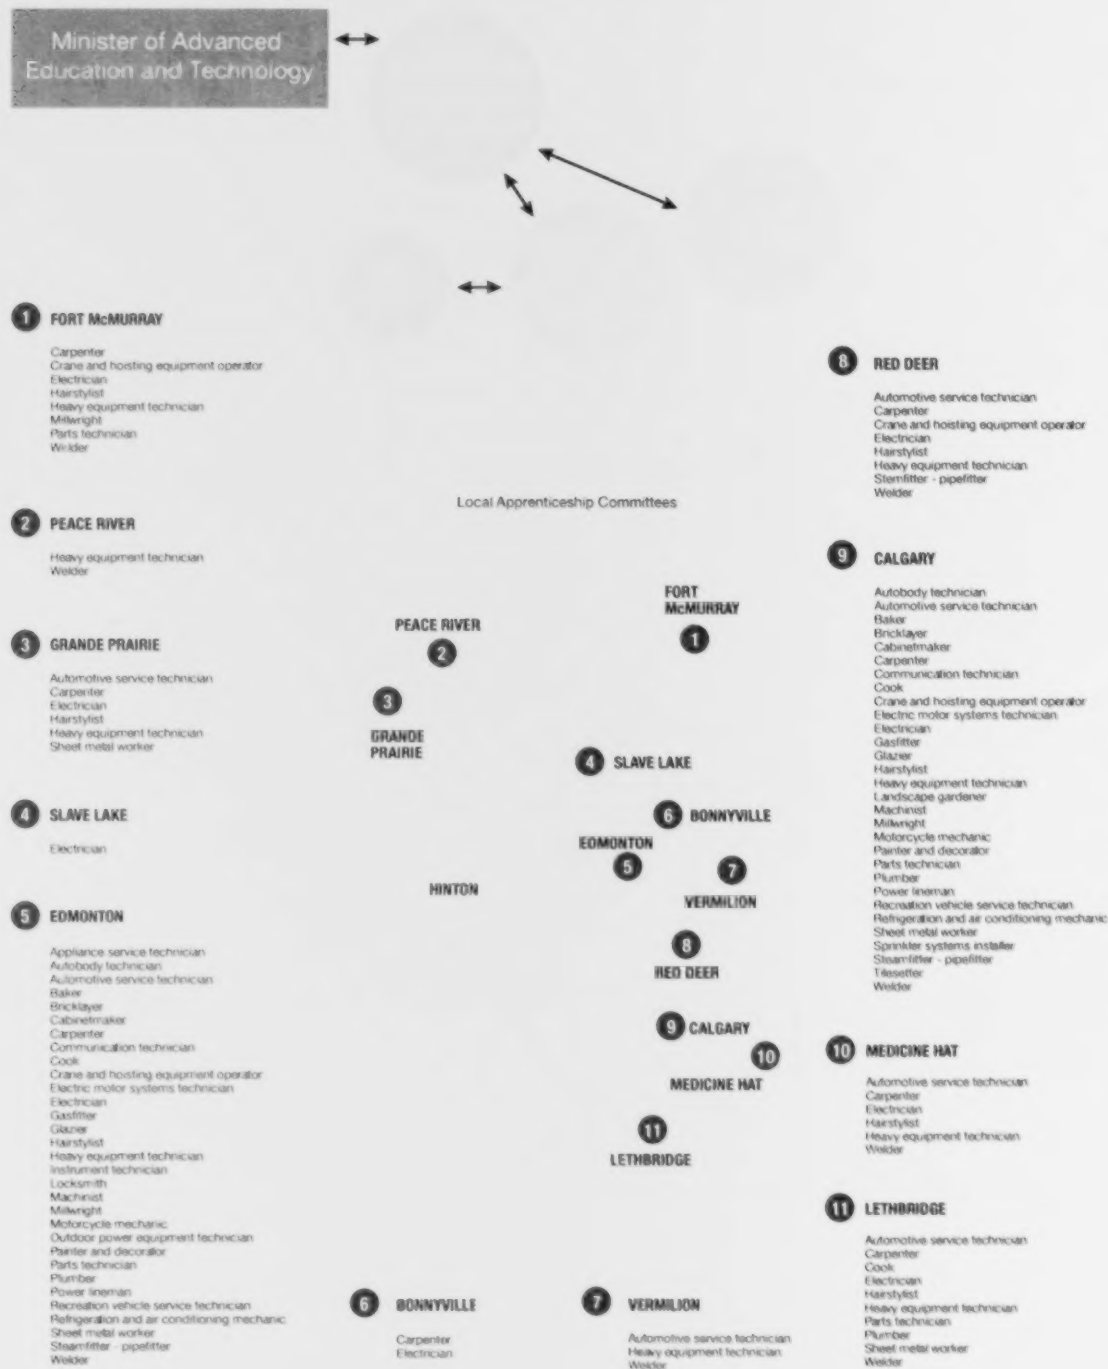 Minister of Advanced
Education and Technology
1 FORT McMURRAY
Carpenter
Crane and hoisting equipment operator
Electrician
Hairstylist
Heavy equipment technician
Millwright
Parts technician
Welder
2 PEACE RIVER
Heavy equipment technician
Welder
3 GRANDE PRAIRIE
Automotive service technician
Carpenter
Electrician
Hairstylist
Heavy equipment technician
Sheet metal worker
4 SLAVE LAKE
Electrician
5 EDMONTON
Appliance service technician
Autobody technician
Automotive service technician
Baker
Bricklayer
Cabinetmaker
Carpenter
Communication technician
Cook
Crane and hoisting equipment operator
Electric motor systems technician
Electrician
Gasfitter
Glazier
Hairstylist
Heavy equipment technician
Instrument technician
Locksmith
Machinist
Millwright
Motorcycle mechanic
Outdoor power equipment technician
Painter and decorator
Parts technician
Plumber
Power lineman
Recreation vehicle service technician
Refrigeration and air conditioning mechanic
Sheet metal worker
Steamfitter - pipefitter
Welder
Local Apprenticeship Committees
FORT
McMURRAY
1
PEACE RIVER
2
3
GRANDE
PRAIRIE
4 SLAVE LAKE
6 BONNYVILLE
EDMONTON
5
7
VERMILION
HINTON
8
RED DEER
9 CALGARY
10
MEDICINE HAT
11
LETHBRIDGE
6 BONNYVILLE
Carpenter
Electrician
7 VERMILION
Automotive service technician
Heavy equipment technician
Welder
8 RED DEER
Automotive service technician
Carpenter
Crane and hoisting equipment operator
Electrician
Hairstylist
Heavy equipment technician
Stemfitter - pipefitter
Welder
9 CALGARY
Autobody technician
Automotive service technician
Baker
Bricklayer
Cabinetmaker
Carpenter
Communication technician
Cook
Crane and hoisting equipment operator
Electric motor systems technician
Electrician
Gasfitter
Glazier
Hairstylist
Heavy equipment technician
Landscape gardener
Machinist
Millwright
Motorcycle mechanic
Painter and decorator
Parts technician
Plumber
Power lineman
Recreation vehicle service technician
Refrigeration and air conditioning mechanic
Sheet metal worker
Sprinkler systems installer
Steamfitter - pipefitter
Tilesetter
Welder
10 MEDICINE HAT
Automotive service technician
Carpenter
Electrician
Hairstylist
Heavy equipment technician
Welder
11 LETHBRIDGE
Automotive service technician
Carpenter
Cook
Electrician
Hairstylist
Heavy equipment technician
Parts technician
Plumber
Sheet metal worker
Welder